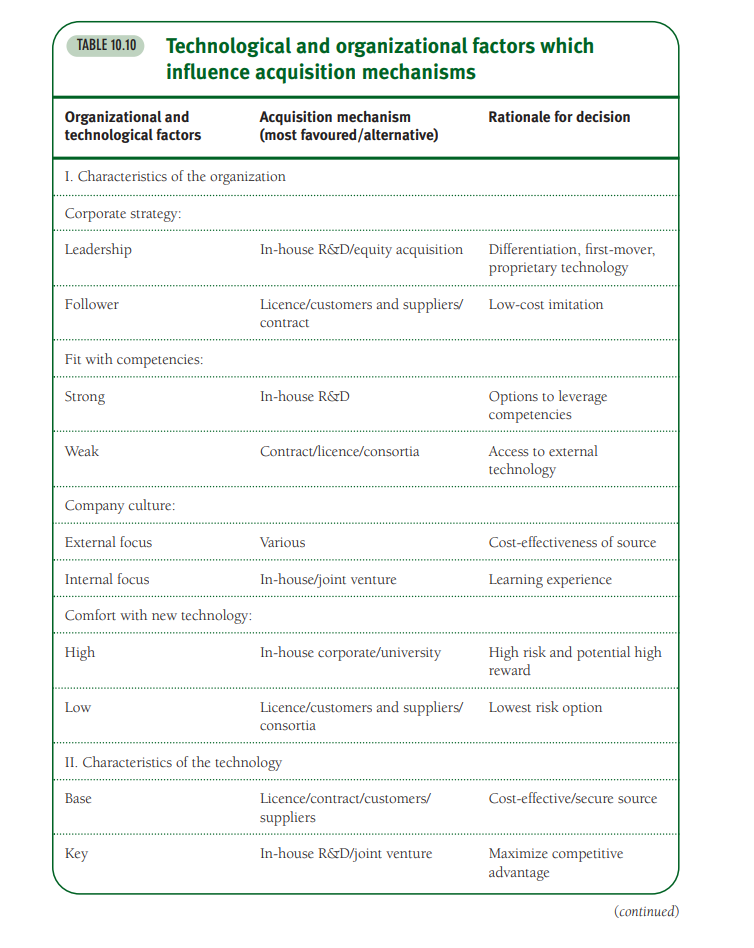 TABLE 10.10
Technological and organizational factors which
influence acquisition mechanisms
Organizational and
technological factors
Acquisition mechanism
(most favoured/alternative)
Rationale for decision
I. Characteristics of the organization
Corporate strategy:
Leadership
In-house R&D/equity acquisition
Differentiation, first-mover,
proprietary technology
Follower
Licence/customers and suppliers/
contract
Low-cost imitation
Fit with competencies:
Strong
In-house R&D
Options to leverage
competencies
Weak
Contract/licence/consortia
Access to external
technology
Company culture:
External focus
Various
Cost-effectiveness of source
Internal focus
In-house/joint venture
Learning experience
Comfort with new technology:
High
In-house corporate/university
High risk and potential high
reward
Low
Licence/customers and suppliers/
consortia
Lowest risk option
II. Characteristics of the technology
Base
Licence/contract/customers/
suppliers
Cost-effective/secure source
Key
In-house R&D/joint venture
Maximize competitive
advantage
(continued)